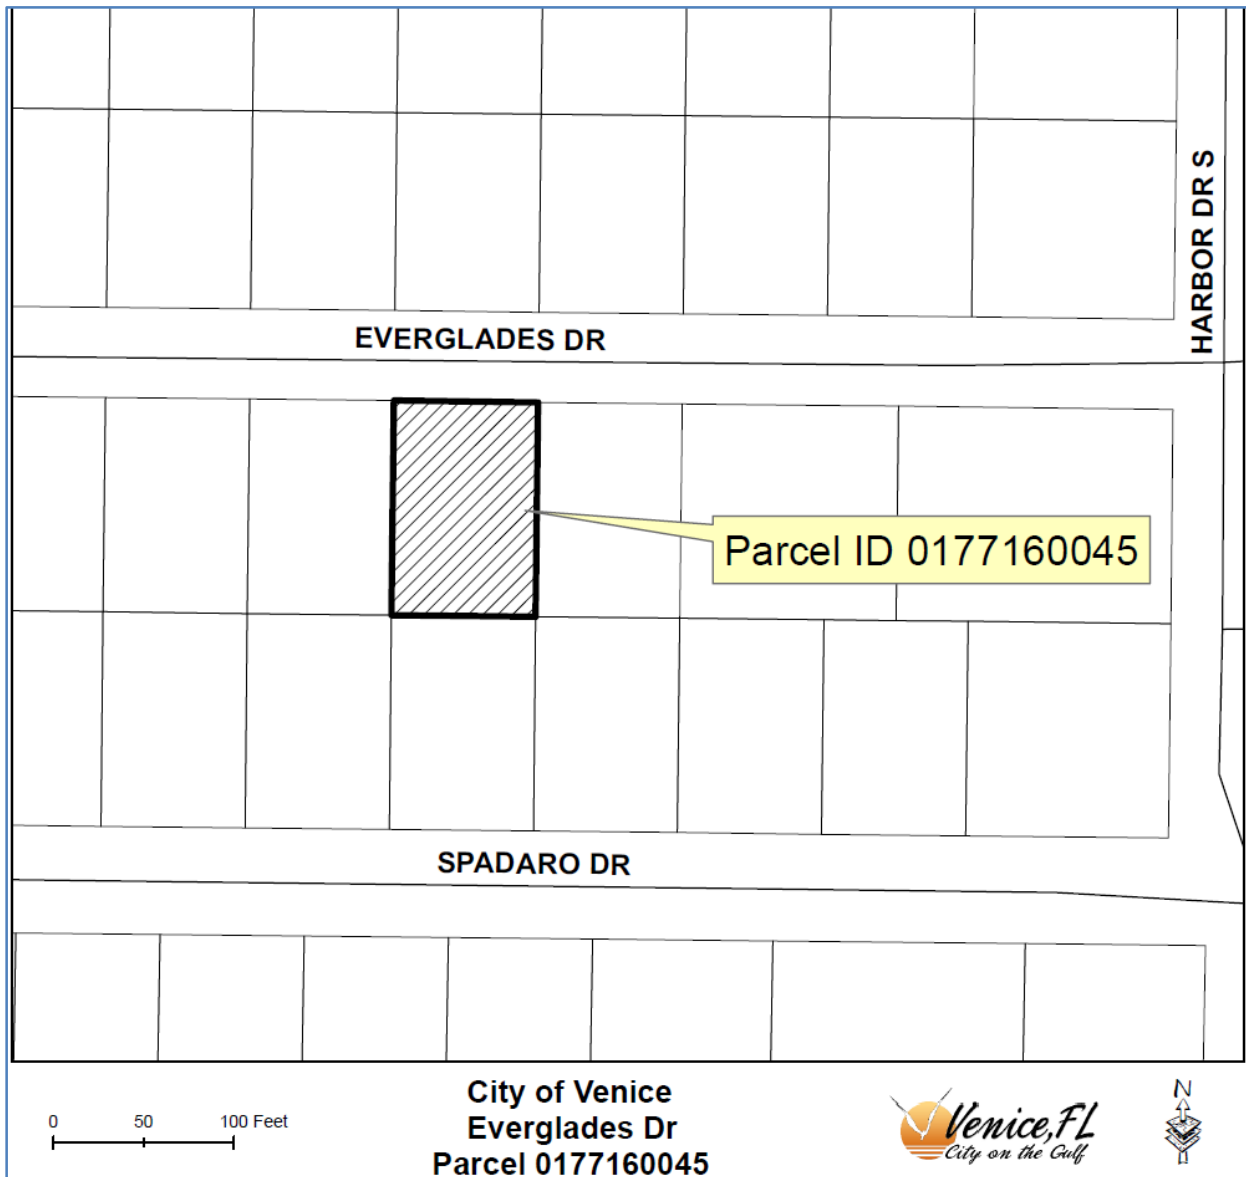 HARBOR DR S
EVERGLADES DR
Parcel ID 0177160045
SPADARO DR
0 50 100 Feet
City of Venice
Everglades Dr
Parcel 0177160045
Venice, FL
City on the Gulf
N